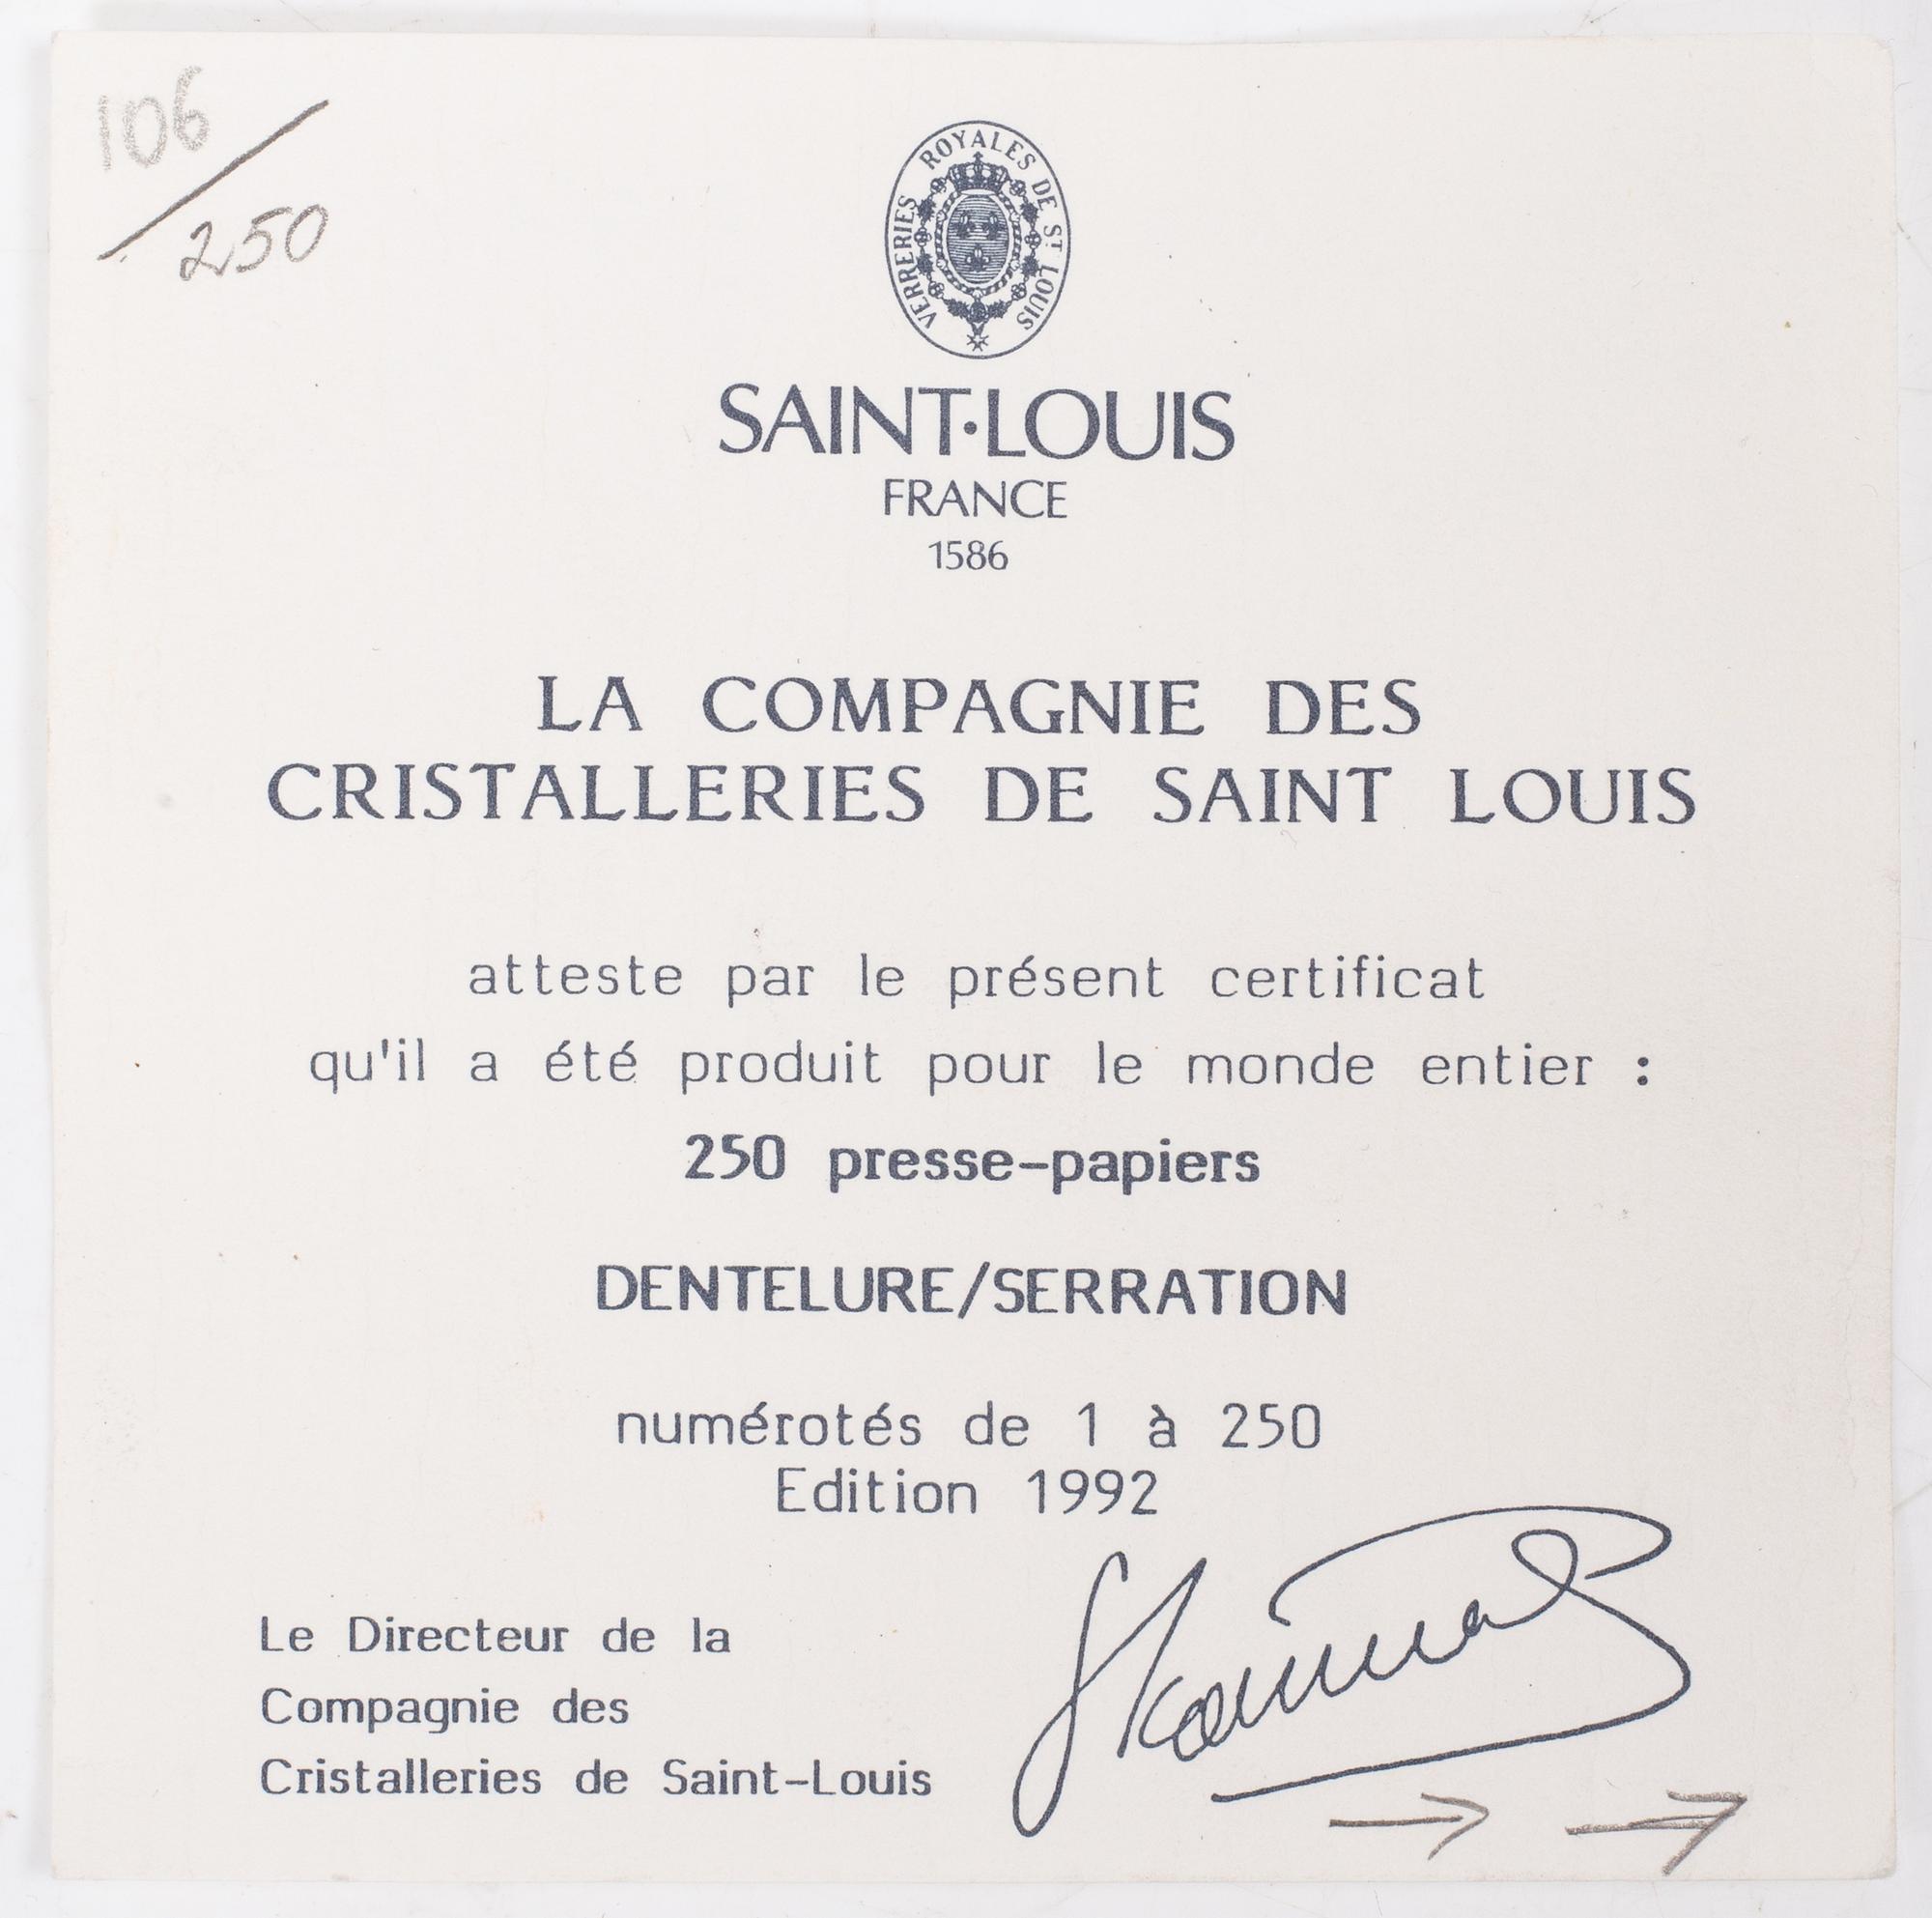 106
/
250
VERRERIES ROYALES DE ST LOUIS
SAINT·LOUIS
FRANCE
1586
LA COMPAGNIE DES
CRISTALLERIES DE SAINT LOUIS
atteste par le présent certificat
qu'il a été produit pour le monde entier :
250 presse-papiers
DENTELURE/SERRATION
numérotés de 1 à 250
Edition 1992
Le Directeur de la
Compagnie des
Cristalleries de Saint-Louis